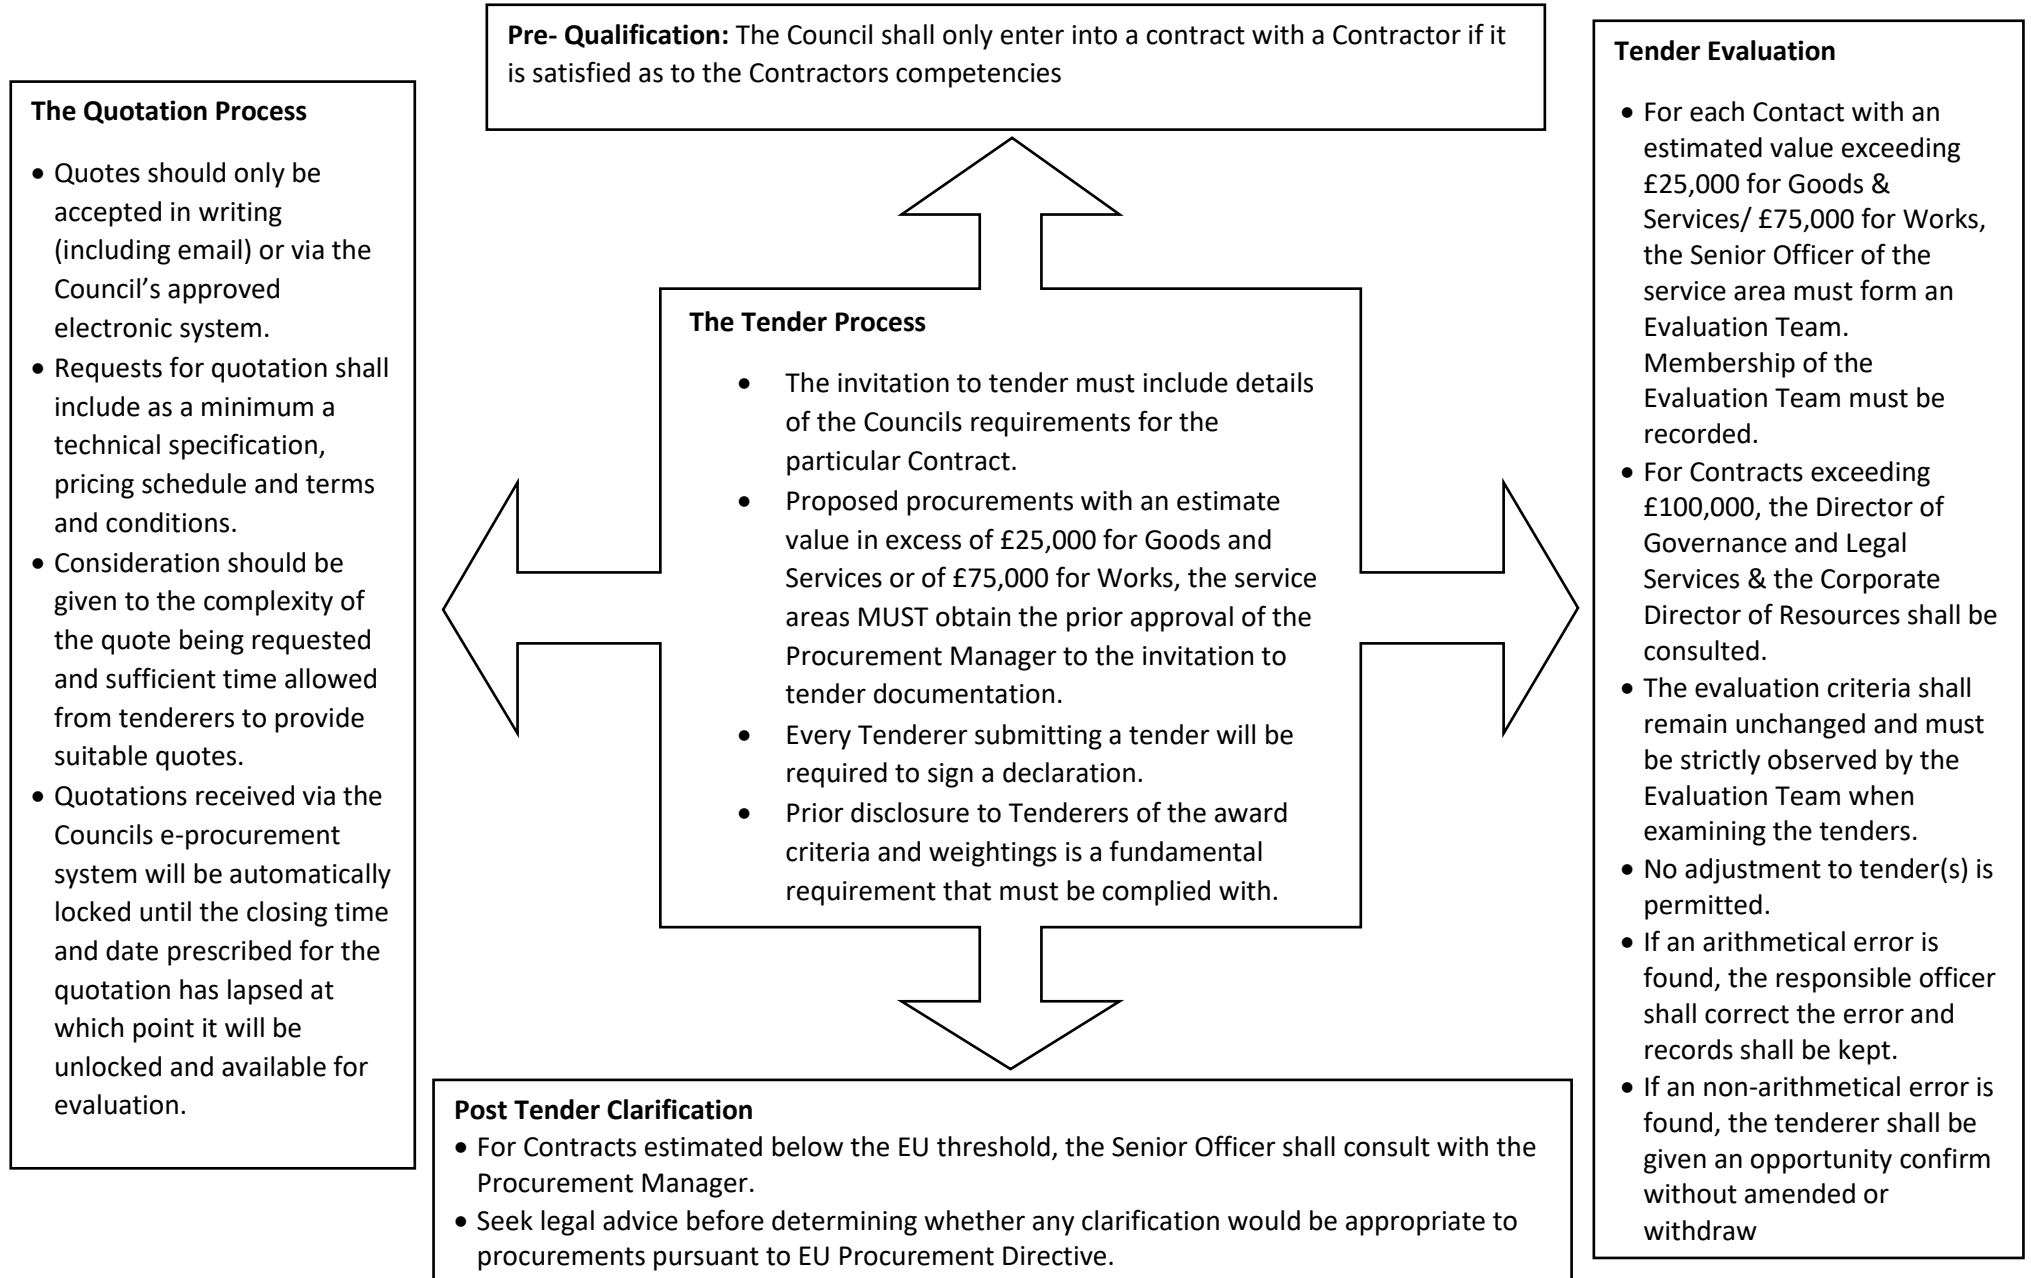 Pre- Qualification: The Council shall only enter into a contract with a Contractor if it
is satisfied as to the Contractors competencies
The Quotation Process
• Quotes should only be
accepted in writing
(including email) or via the
Council’s approved
electronic system.
• Requests for quotation shall
include as a minimum a
technical specification,
pricing schedule and terms
and conditions.
• Consideration should be
given to the complexity of
the quote being requested
and sufficient time allowed
from tenderers to provide
suitable quotes.
• Quotations received via the
Councils e-procurement
system will be automatically
locked until the closing time
and date prescribed for the
quotation has lapsed at
which point it will be
unlocked and available for
evaluation.
The Tender Process
• The invitation to tender must include details
of the Councils requirements for the
particular Contract.
• Proposed procurements with an estimate
value in excess of £25,000 for Goods and
Services or of £75,000 for Works, the service
areas MUST obtain the prior approval of the
Procurement Manager to the invitation to
tender documentation.
• Every Tenderer submitting a tender will be
required to sign a declaration.
• Prior disclosure to Tenderers of the award
criteria and weightings is a fundamental
requirement that must be complied with.
Tender Evaluation
• For each Contact with an
estimated value exceeding
£25,000 for Goods &
Services/ £75,000 for Works,
the Senior Officer of the
service area must form an
Evaluation Team.
Membership of the
Evaluation Team must be
recorded.
• For Contracts exceeding
£100,000, the Director of
Governance and Legal
Services & the Corporate
Director of Resources shall be
consulted.
• The evaluation criteria shall
remain unchanged and must
be strictly observed by the
Evaluation Team when
examining the tenders.
• No adjustment to tender(s) is
permitted.
• If an arithmetical error is
found, the responsible officer
shall correct the error and
records shall be kept.
• If an non-arithmetical error is
found, the tenderer shall be
given an opportunity confirm
without amended or
withdraw
Post Tender Clarification
• For Contracts estimated below the EU threshold, the Senior Officer shall consult with the
Procurement Manager.
• Seek legal advice before determining whether any clarification would be appropriate to
procurements pursuant to EU Procurement Directive.